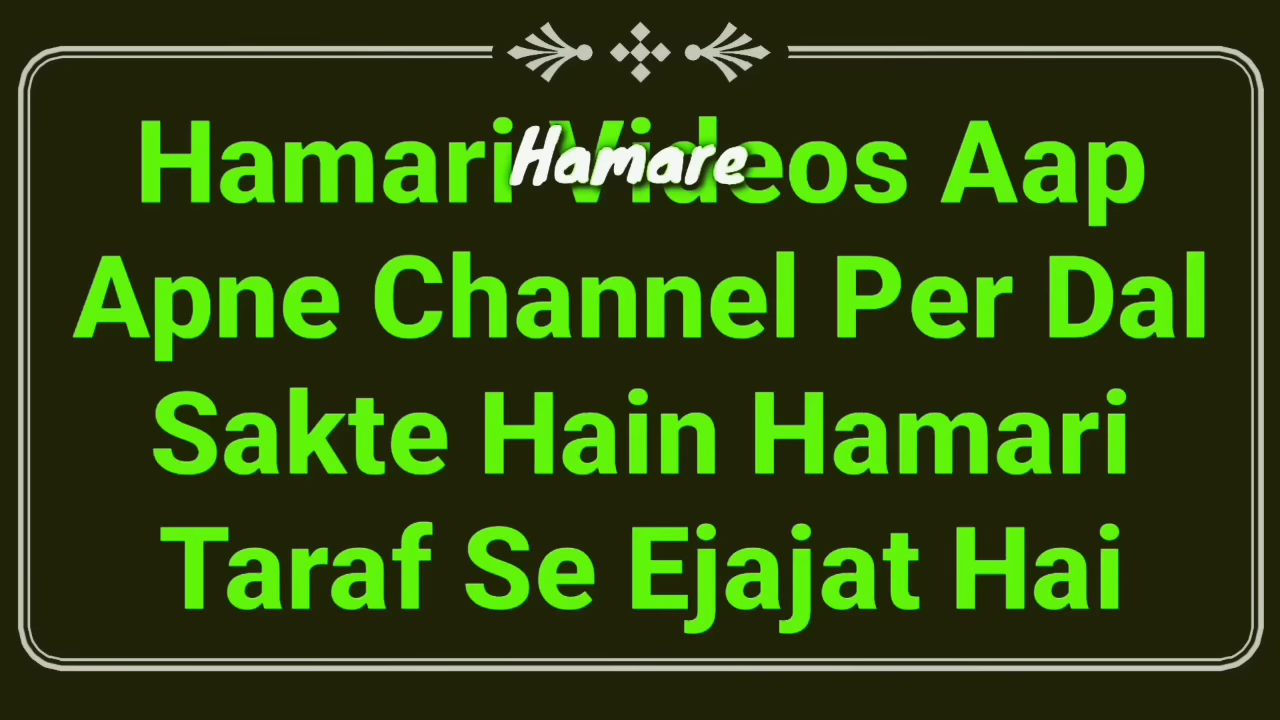 Hamari Videos Aap
Hamare
Apne Channel Per Dal
Sakte Hain Hamari
Taraf Se Ejajat Hai